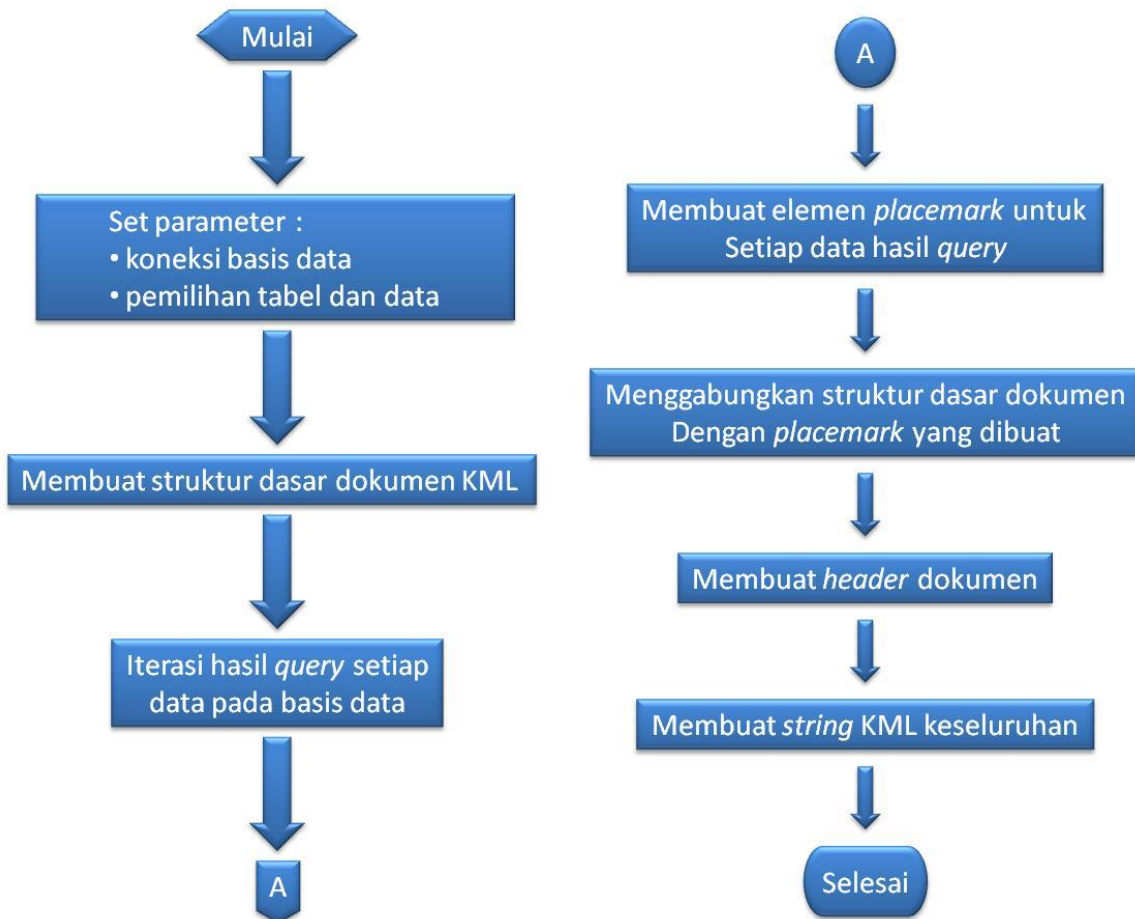 Mulai
Set parameter :
• koneksi basis data
• pemilihan tabel dan data
Membuat struktur dasar dokumen KML
Iterasi hasil query setiap
data pada basis data
A
A
Membuat elemen placemark untuk
Setiap data hasil query
Menggabungkan struktur dasar dokumen
Dengan placemark yang dibuat
Membuat header dokumen
Membuat string KML keseluruhan
Selesai